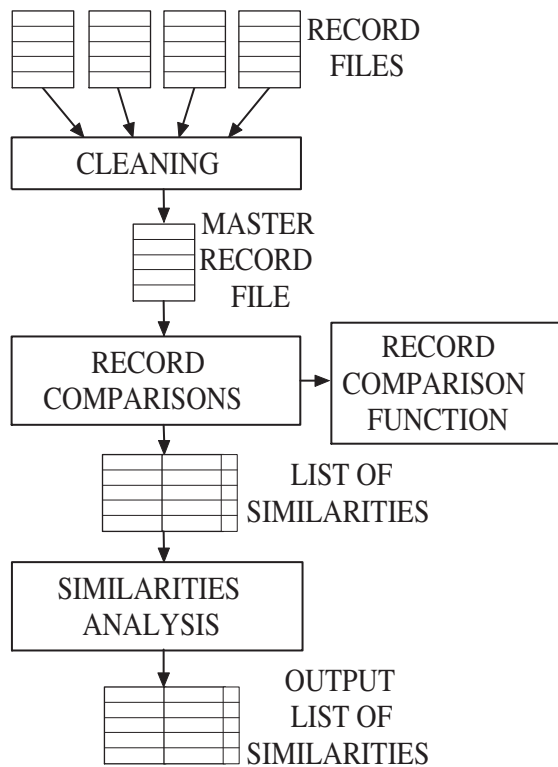 RECORD
FILES
CLEANING
MASTER
RECORD
FILE
RECORD
COMPARISONS
RECORD
COMPARISON
FUNCTION
LIST OF
SIMILARITIES
SIMILARITIES
ANALYSIS
OUTPUT
LIST OF
SIMILARITIES